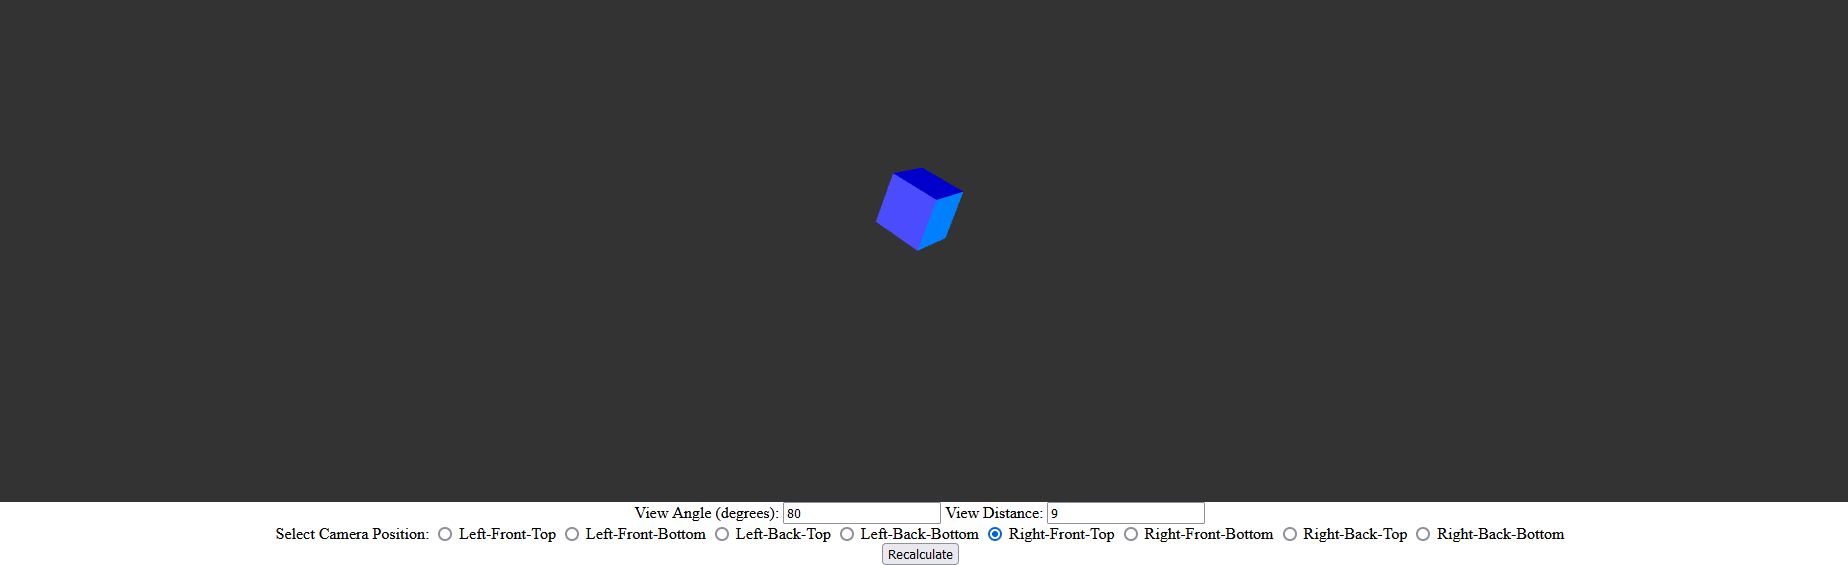 View Angle (degrees): 80 View Distance: 9
Select Camera Position: Left-Front-Top Left-Front-Bottom Left-Back-Top Left-Back-Bottom Right-Front-Top Right-Front-Bottom Right-Back-Top Right-Back-Bottom
Recalculate